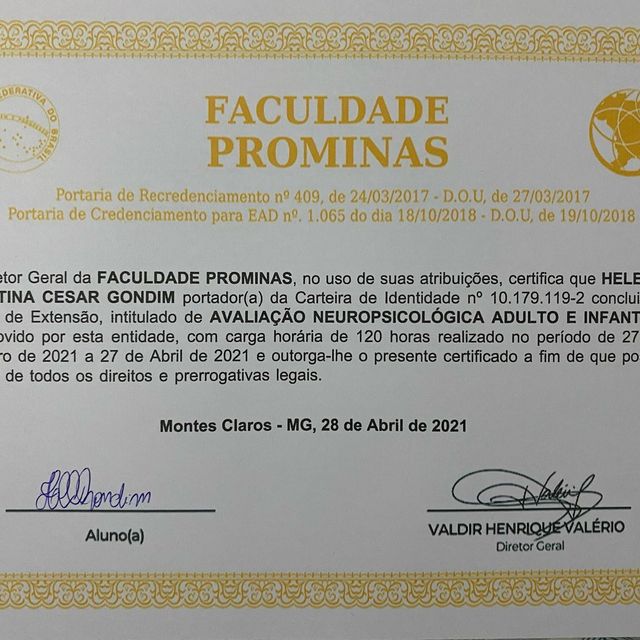 DERATIVA DO BRASIL
FACULDADE
PROMINAS
Portaria de Recredenciamento nº 409, de 24/03/2017 - D.O.U, de 27/03/2017
Portaria de Credenciamento para EAD nº. 1.065 do dia 18/10/2018 - D.O.U, de 19/10/2018
etor Geral da FACULDADE PROMINAS, no uso de suas atribuições, certifica que HELE
TINA CESAR GONDIM portador(a) da Carteira de Identidade nº 10.179.119-2 conclui
de Extensão, intitulado de AVALIAÇÃO NEUROPSICOLÓGICA ADULTO E INFANT
ovido por esta entidade, com carga horária de 120 horas realizado no período de 27
ro de 2021 a 27 de Abril de 2021 e outorga-lhe o presente certificado a fim de que po
de todos os direitos e prerrogativas legais.
Montes Claros - MG, 28 de Abril de 2021
Aluno(a)
VALDIR HENRIQUE VALÉRIO
Diretor Geral